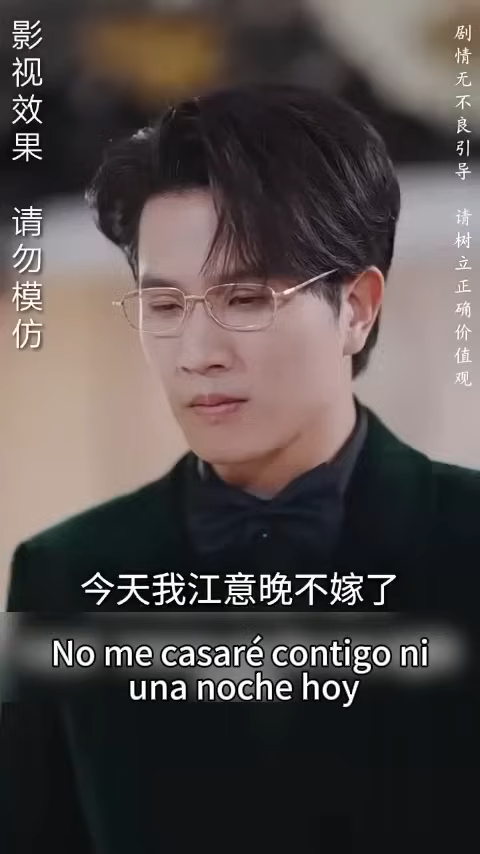 影视效果 请勿模仿
剧情无不良引导 请树立正确价值观
今天我江意晚不嫁了
No me casaré contigo ni
una noche hoy